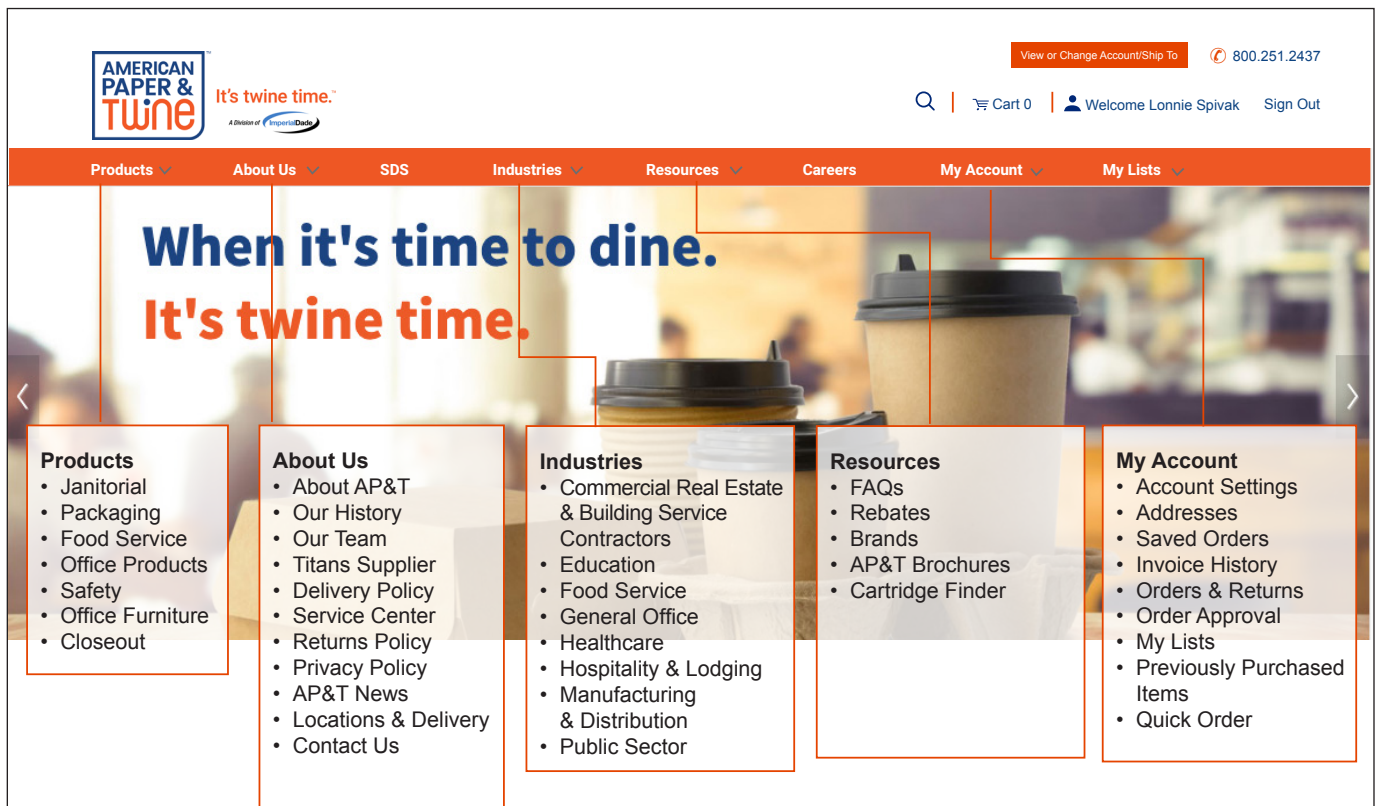 View or Change Account/Ship To
800.251.2437
AMERICAN
PAPER &
TWINE
™
It's twine time.™
A Division of ImperialDade
Cart 0
Welcome Lonnie Spivak
Sign Out
Products
About Us
SDS
Industries
Resources
Careers
My Account
My Lists
When it's time to dine.
It's twine time.
Products
• Janitorial
• Packaging
• Food Service
• Office Products
• Safety
• Office Furniture
• Closeout
About Us
• About AP&T
• Our History
• Our Team
• Titans Supplier
• Delivery Policy
• Service Center
• Returns Policy
• Privacy Policy
• AP&T News
• Locations & Delivery
• Contact Us
Industries
• Commercial Real Estate
& Building Service
Contractors
• Education
• Food Service
• General Office
• Healthcare
• Hospitality & Lodging
• Manufacturing
& Distribution
• Public Sector
Resources
• FAQs
• Rebates
• Brands
• AP&T Brochures
• Cartridge Finder
My Account
• Account Settings
• Addresses
• Saved Orders
• Invoice History
• Orders & Returns
• Order Approval
• My Lists
• Previously Purchased
Items
• Quick Order